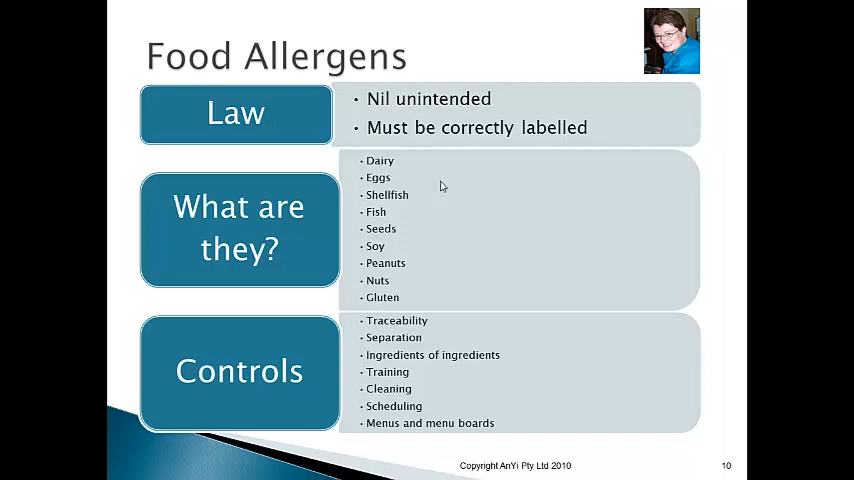 Food Allergens
Law
• Nil unintended
• Must be correctly labelled
What are
they?
• Dairy
• Eggs
• Shellfish
• Fish
• Seeds
• Soy
• Peanuts
• Nuts
• Gluten
Controls
• Traceability
• Separation
• Ingredients of ingredients
• Training
• Cleaning
• Scheduling
• Menus and menu boards
Copyright AnYi Pty Ltd 2010
10